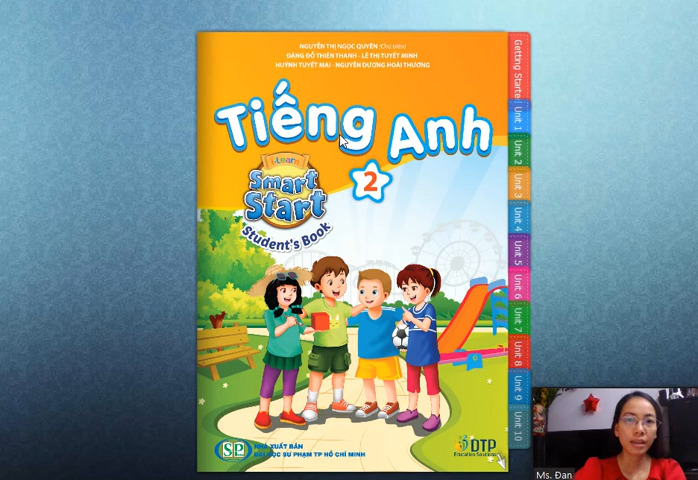 NGUYỄN THỊ NGỌC QUYÊN (Chủ biên)
ĐẶNG ĐỖ THIÊN THANH - LÊ THỊ TUYẾT MINH
HUỲNH TUYẾT MAI - NGUYỄN DƯƠNG HOÀI THƯƠNG
Tiếng Anh
2
i-Learn
Smart
Start
Student's Book
SP
NHÀ XUẤT BẢN
ĐẠI HỌC SƯ PHẠM TP HỒ CHÍ MINH
DTP
Education Solutions
Getting Starte
Unit 1
Unit 2
Unit 3
Unit 4
Unit 5
Unit 6
Unit 7
Unit 8
Unit 9
Unit 10
Ms. Đan